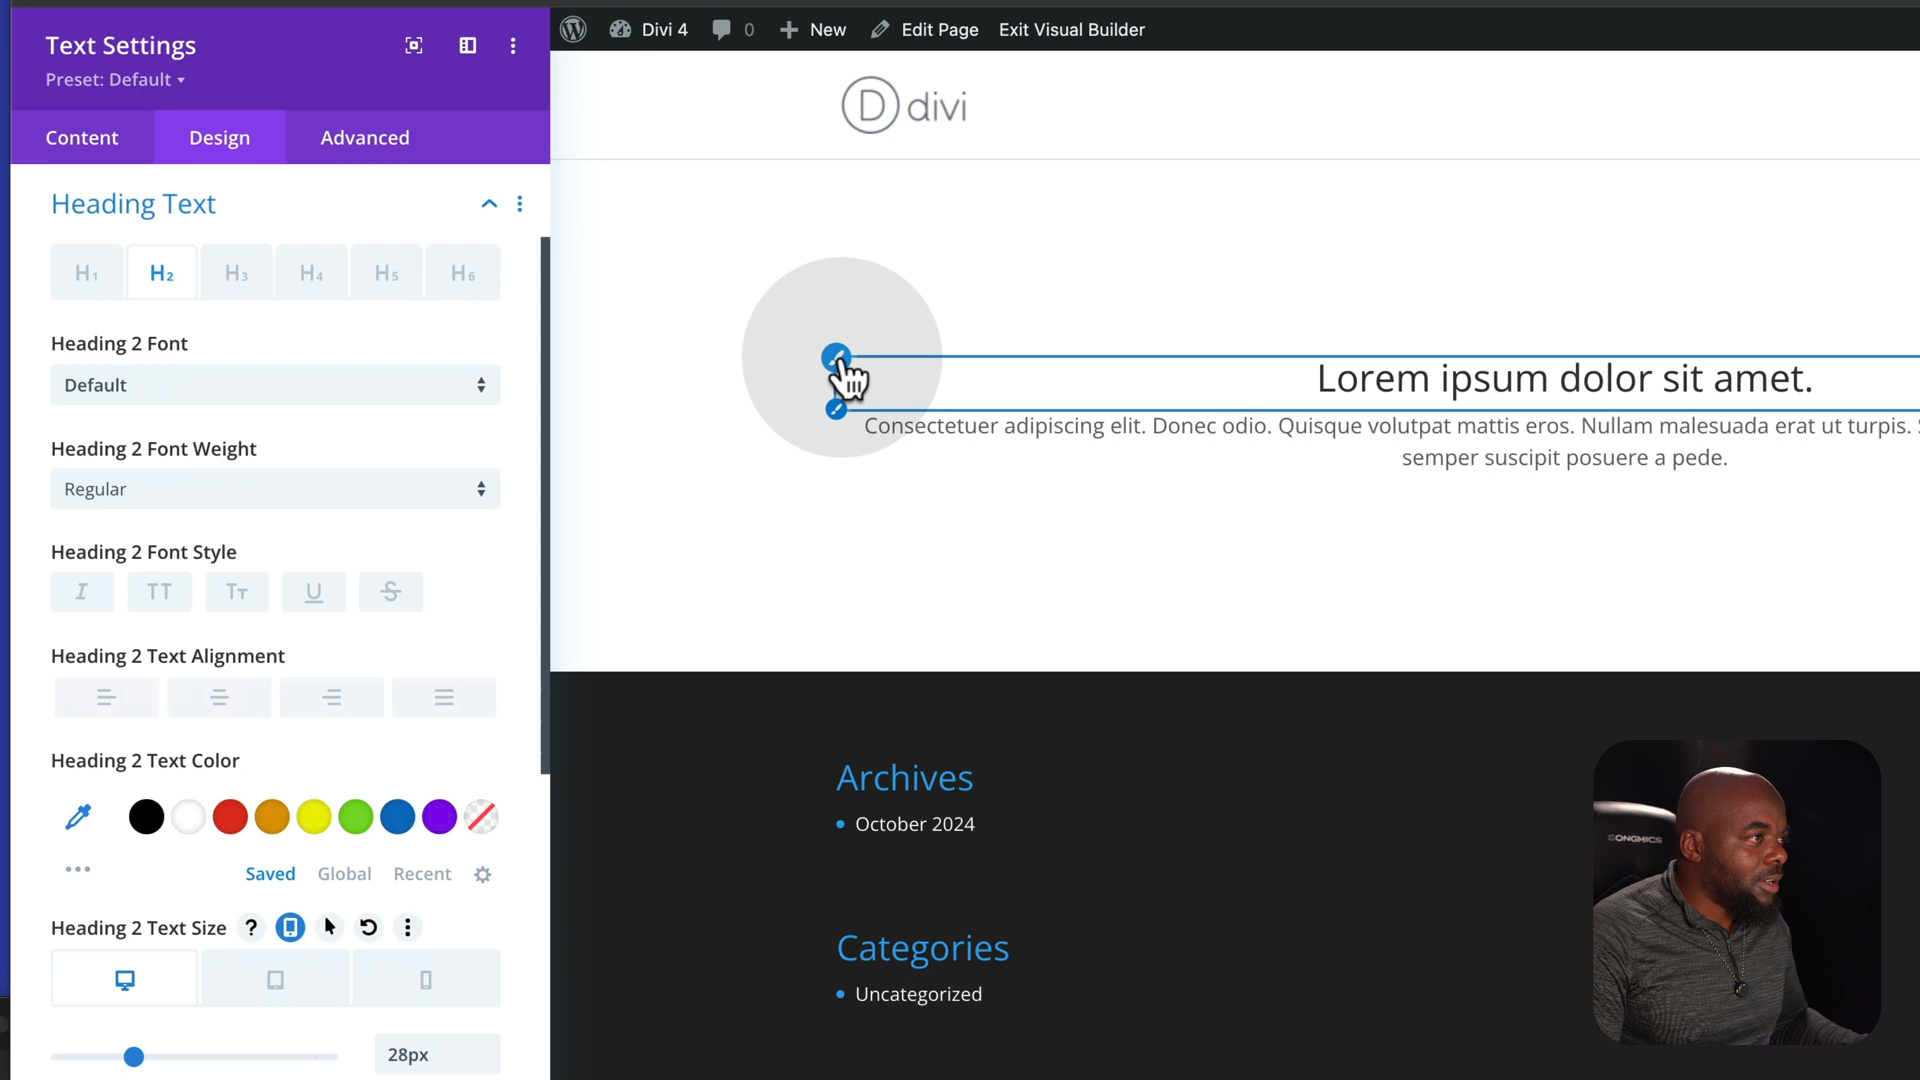 Text Settings
Preset: Default
Content
Design
Advanced
Heading Text
H1
H2
H3
H4
H5
H6
Heading 2 Font
Default
Heading 2 Font Weight
Regular
Heading 2 Font Style
I
TT
Tт
U
S
Heading 2 Text Alignment
Heading 2 Text Color
Saved
Global
Recent
Heading 2 Text Size
?
28px
Divi 4
0
New
Edit Page
Exit Visual Builder
D divi
Lorem ipsum dolor sit amet.
Consectetuer adipiscing elit. Donec odio. Quisque volutpat mattis eros. Nullam malesuada erat ut turpis.
semper suscipit posuere a pede.
Archives
October 2024
Categories
Uncategorized
SONGMICS